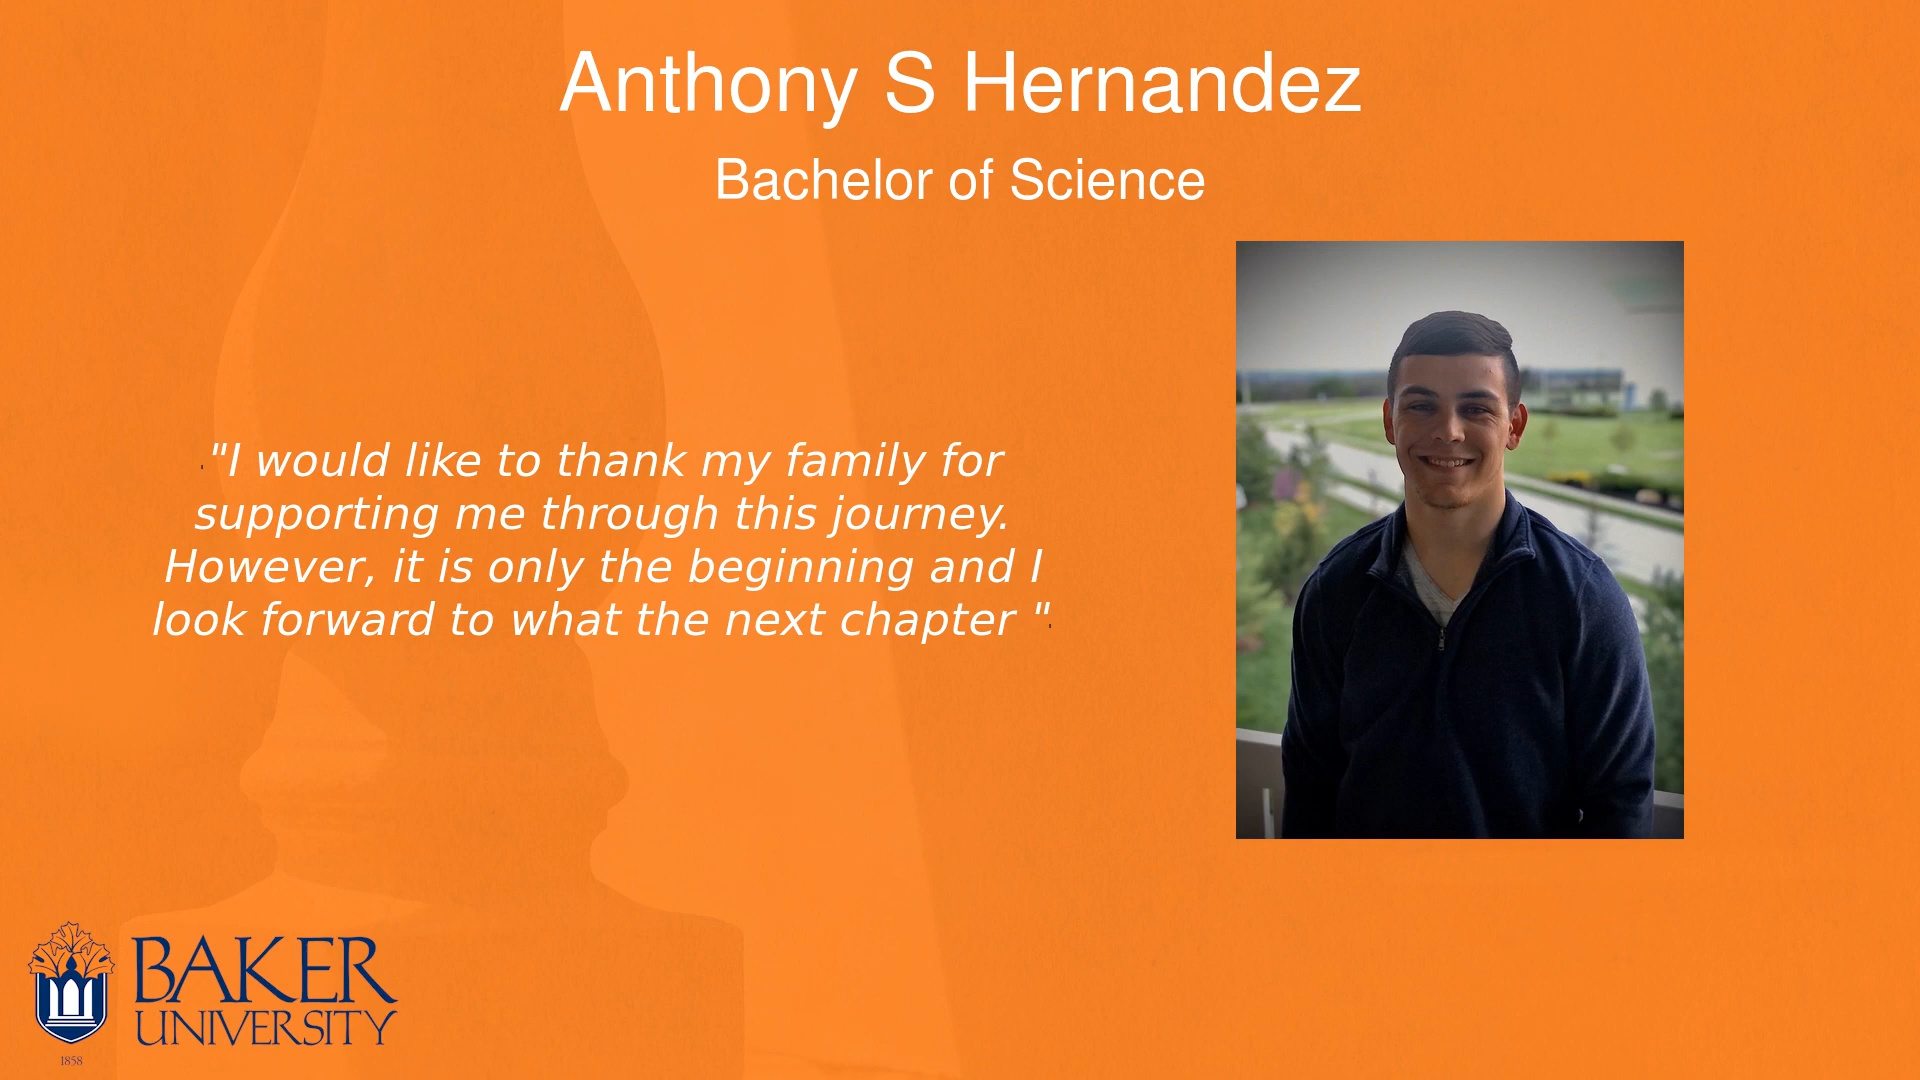 Anthony S Hernandez
Bachelor of Science
"I would like to thank my family for
supporting me through this journey.
However, it is only the beginning and I
look forward to what the next chapter "
BAKER
UNIVERSITY
1858